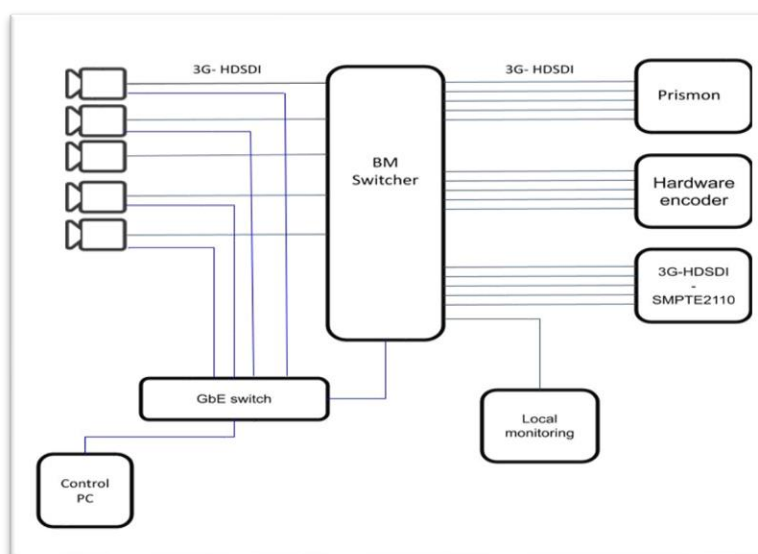 3G- HDSDI
3G- HDSDI
Prismon
BM
Switcher
Hardware
encoder
3G-HDSDI
-
SMPTE2110
GbE switch
Local
monitoring
Control
PC